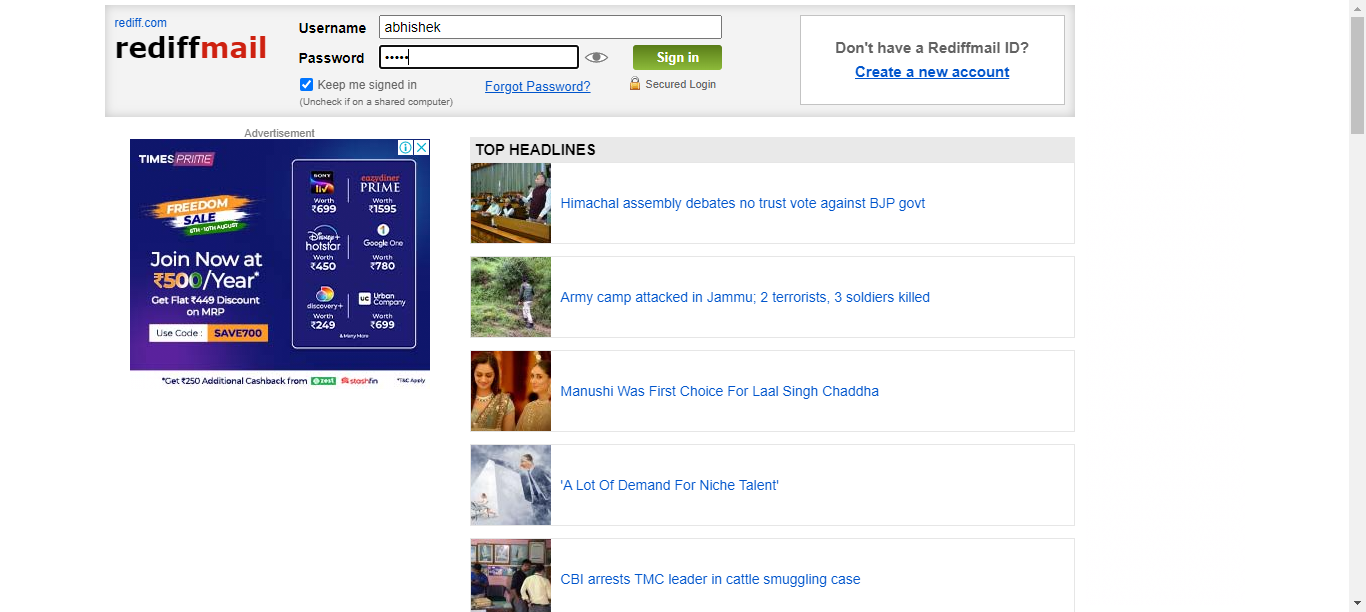 rediff.com
rediffmail
Username
abhishek
Password
•••••
Sign in
Keep me signed in
(Uncheck if on a shared computer)
Forgot Password?
Secured Login
Don't have a Rediffmail ID?
Create a new account
Advertisement
TIMES PRIME
FREEDOM
SALE
6TH-16TH AUGUST
Join Now at
₹500/Year*
Get Flat ₹449 Discount
on MRP
Use Code : SAVE700
SONY
liv
Worth
₹699
eazydiner
PRIME
Worth
₹1595
Disney+
hotstar
Worth
₹450
1
Google One
Worth
₹780
discovery+
Worth
₹249
uc Urban
Company
Worth
₹699
& Many More
*Get ₹250 Additional Cashback from zest stashfin *T&C Apply
TOP HEADLINES
Himachal assembly debates no trust vote against BJP govt
Army camp attacked in Jammu; 2 terrorists, 3 soldiers killed
Manushi Was First Choice For Laal Singh Chaddha
'A Lot Of Demand For Niche Talent'
CBI arrests TMC leader in cattle smuggling case